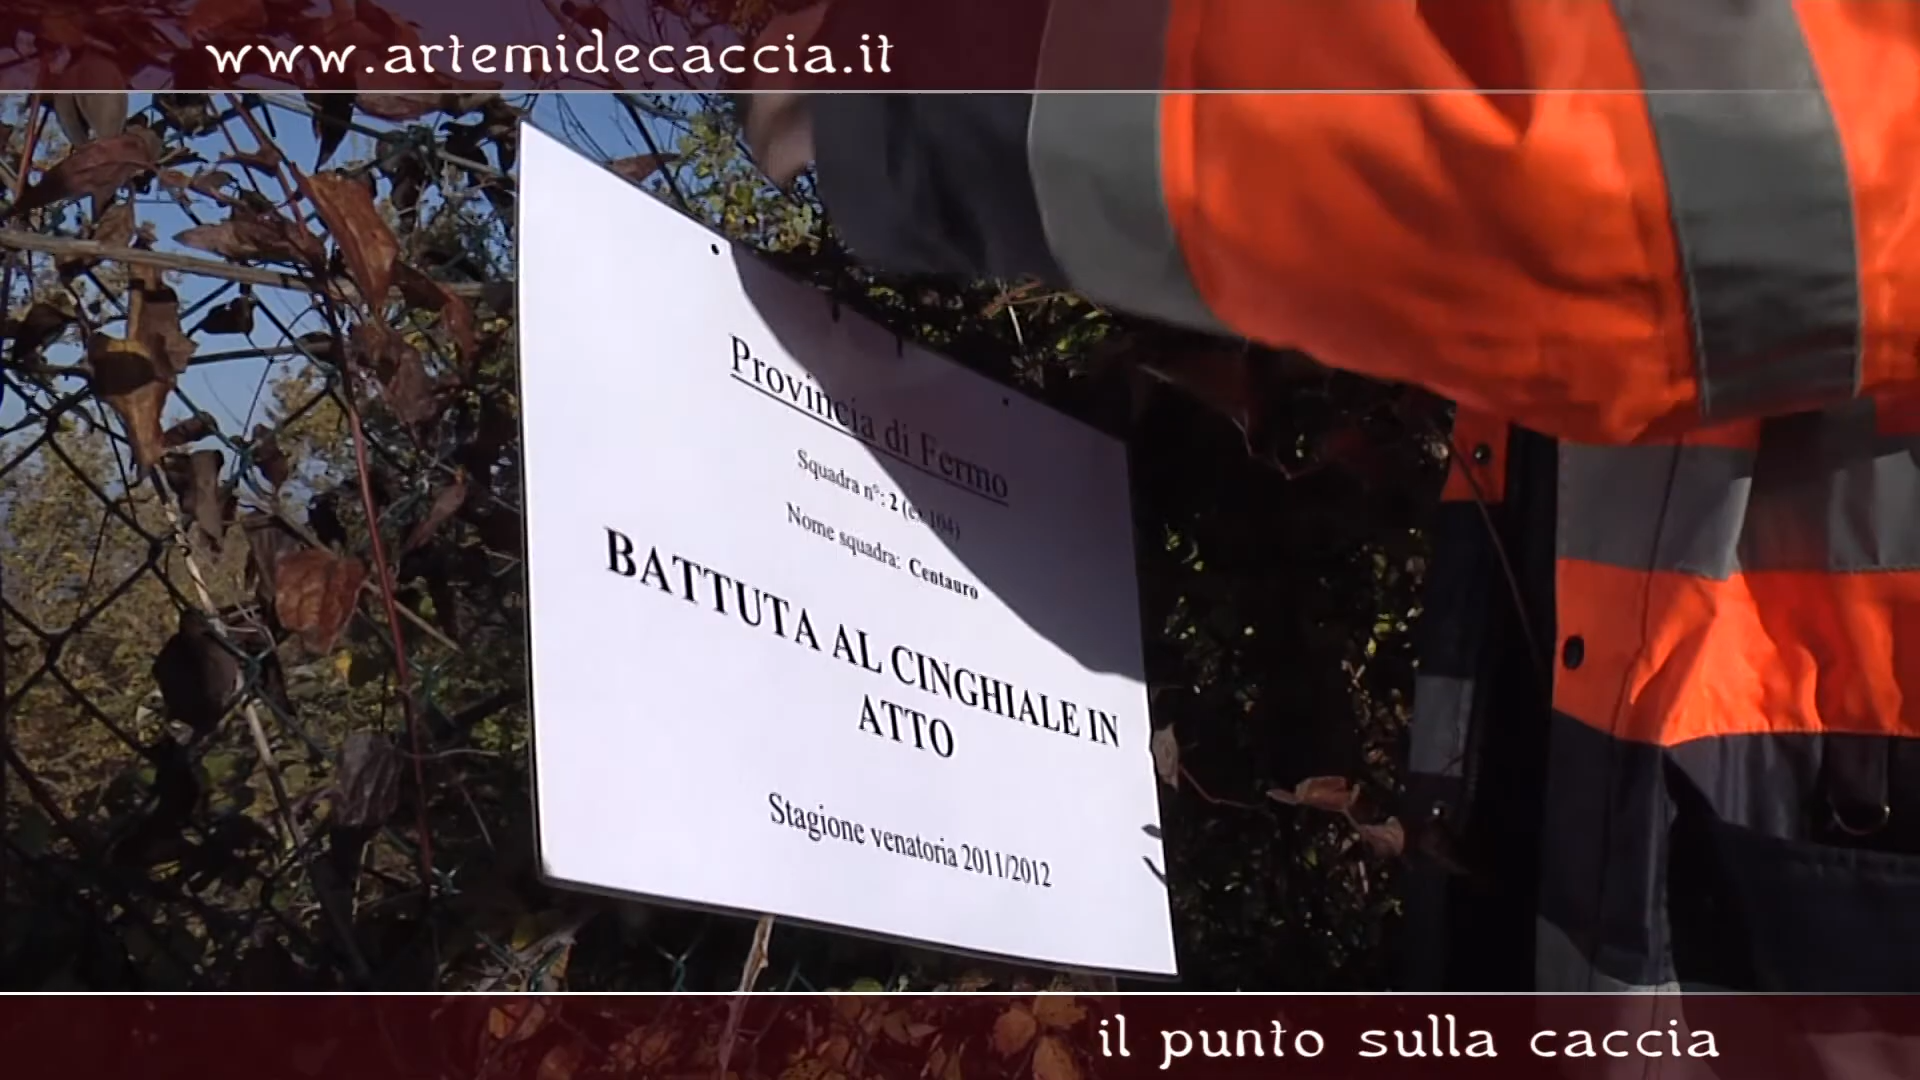 www.artemidecaccia.it
Provincia di Fermo
Squadra n°: 2 (ex 104)
Nome squadra: Centauro
BATTUTA AL CINGHIALE IN
ATTO
Stagione venatoria 2011/2012
il punto sulla caccia